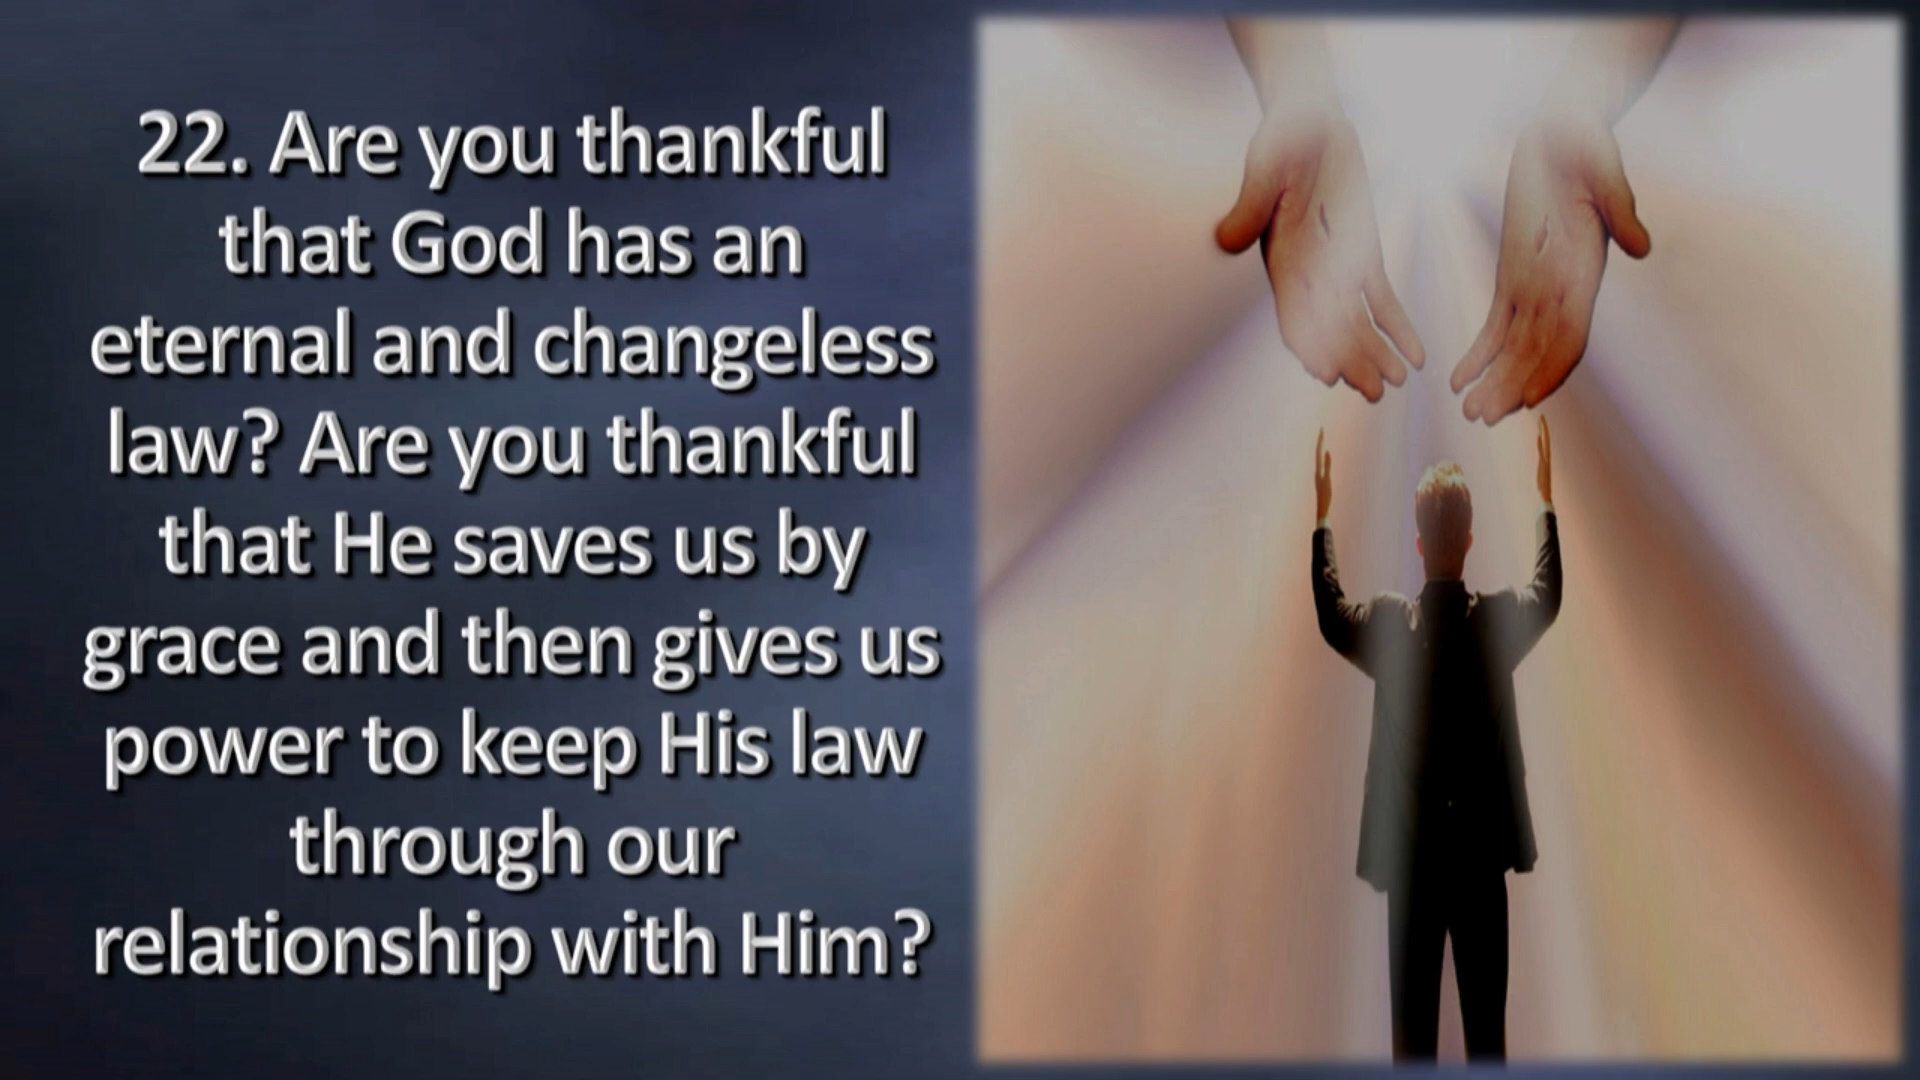 22. Are you thankful
that God has an
eternal and changeless
law? Are you thankful
that He saves us by
grace and then gives us
power to keep His law
through our
relationship with Him?